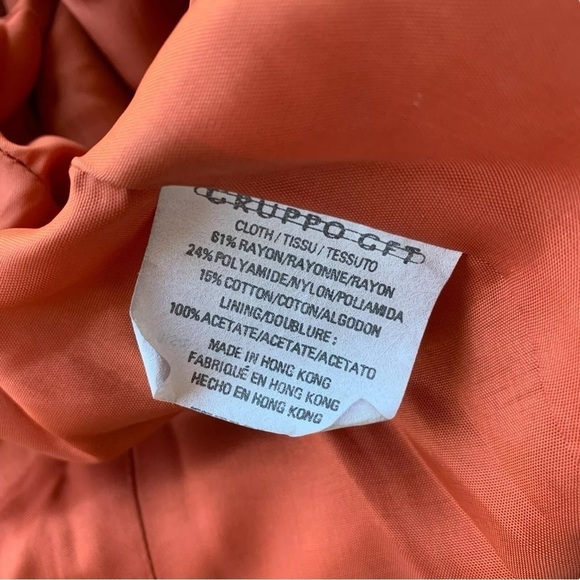 GRUPPO GFT
CLOTH / TISSU / TESSUTO
61% RAYON/RAYONNE/RAYON
24% POLYAMIDE/NYLON/POLIAMIDA
15% COTTON/COTON/ALGODON
LINING/DOUBLURE :
100% ACETATE/ACETATE/ACETATO
MADE IN HONG KONG
FABRIQUÉ EN HONG KONG
HECHO EN HONG KONG